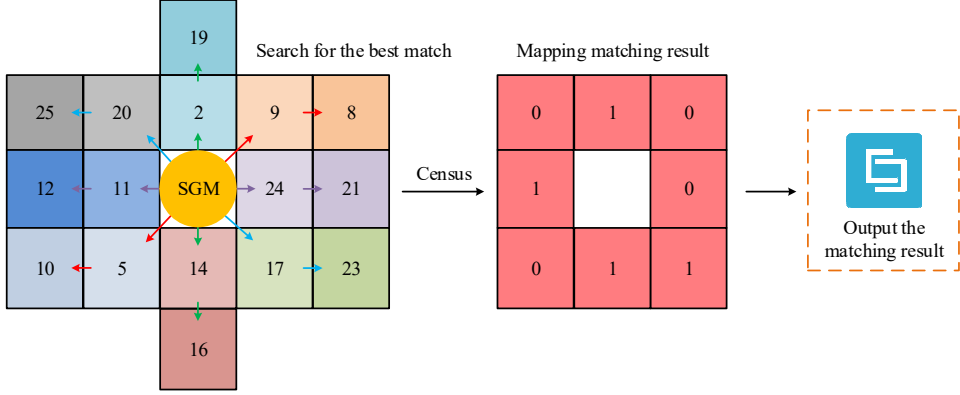 19
Search for the best match
Mapping matching result
25 20 2 9 8
0 1 0
12 11 SGM 24 21
Census
1 0
10 5 14 17 23
0 1 1
16
Output the
matching result